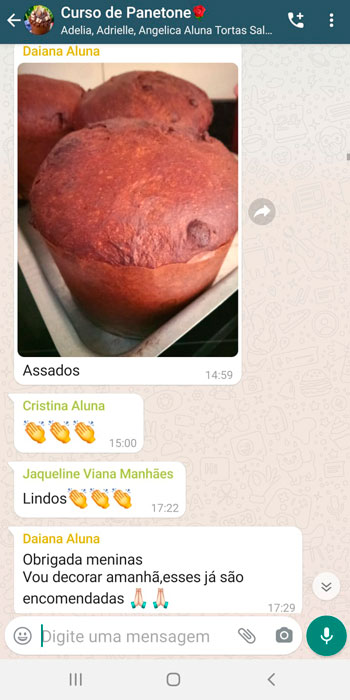 Curso de Panetone🌹
Adelia, Adrielle, Angelica Aluna Tortas Sal...
Daiana Aluna
Assados
14:59
Cristina Aluna
👏👏👏
15:00
Jaqueline Viana Manhães
Lindos👏👏👏
17:22
Daiana Aluna
Obrigada meninas
Vou decorar amanhã,esses já são
encomendadas 🙏🏻🙏🏻
17:29
Digite uma mensagem